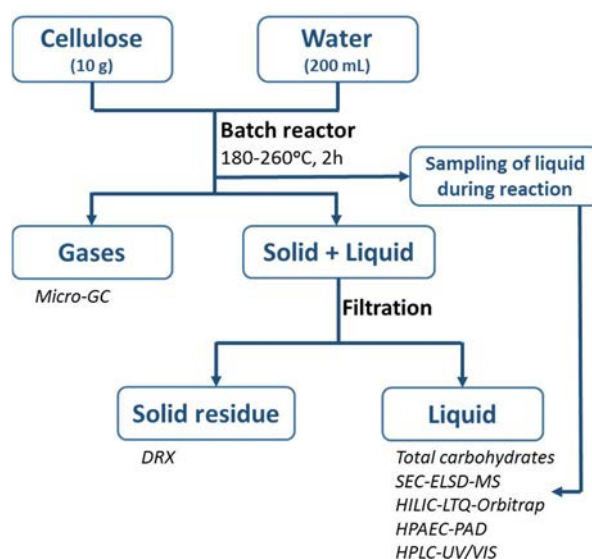 Cellulose
(10 g)
Water
(200 mL)
Batch reactor
180-260ºC, 2h
Sampling of liquid
during reaction
Gases
Micro-GC
Solid + Liquid
Filtration
Solid residue
DRX
Liquid
Total carbohydrates
SEC-ELSD-MS
HILIC-LTQ-Orbitrap
HPAEC-PAD
HPLC-UV/VIS